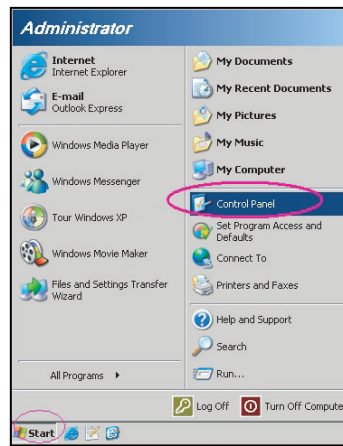 Administrator
Internet
Internet Explorer
E-mail
Outlook Express
Windows Media Player
Windows Messenger
Tour Windows XP
Windows Movie Maker
Files and Settings Transfer
Wizard
All Programs
My Documents
My Recent Documents
My Pictures
My Music
My Computer
Control Panel
Set Program Access and
Defaults
Connect To
Printers and Faxes
Help and Support
Search
Run...
Log Off
Turn Off Compute
Start